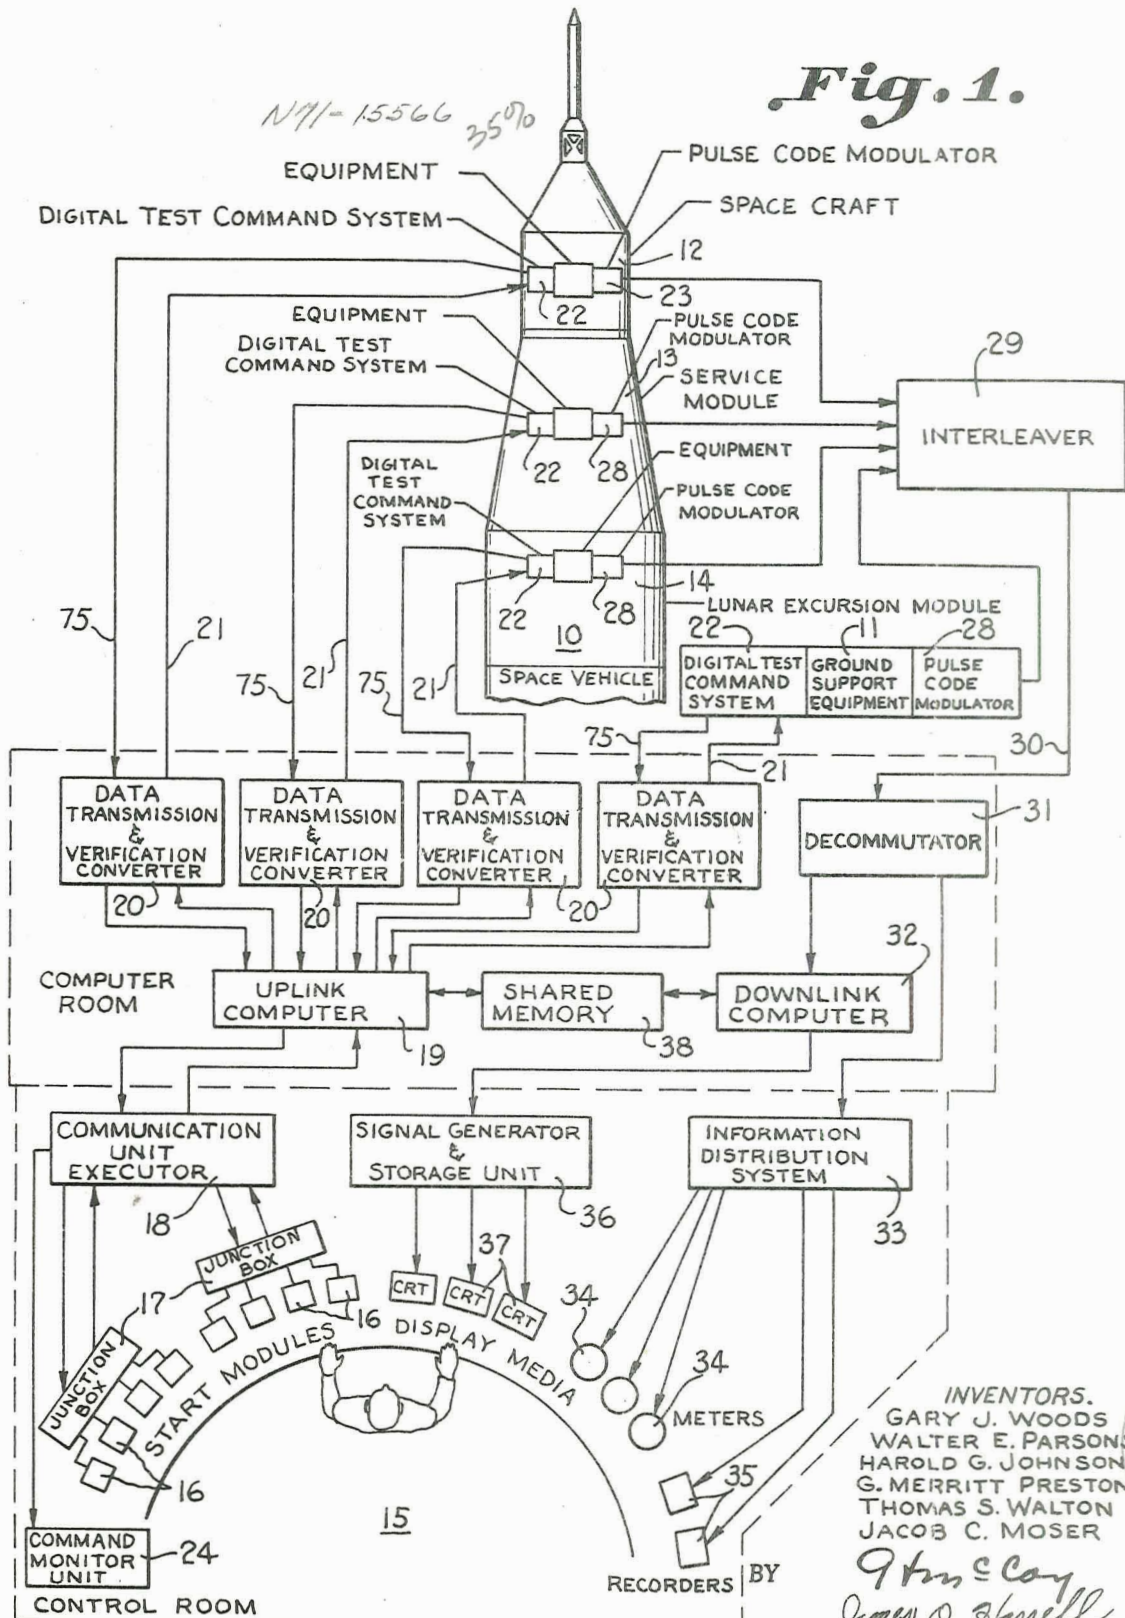 Fig. 1.
N71-15566 35%
EQUIPMENT
PULSE CODE MODULATOR
DIGITAL TEST COMMAND SYSTEM
SPACE CRAFT
12
22
23
EQUIPMENT
PULSE CODE
MODULATOR
DIGITAL TEST
COMMAND SYSTEM
13
SERVICE
MODULE
29
INTERLEAVER
22
28
EQUIPMENT
DIGITAL
TEST
COMMAND
SYSTEM
PULSE CODE
MODULATOR
22
28
14
LUNAR EXCURSION MODULE
10
SPACE VEHICLE
75
21
75
21
75
21
22
11
28
DIGITAL TEST
COMMAND
SYSTEM
GROUND
SUPPORT
EQUIPMENT
PULSE
CODE
MODULATOR
75
21
30
DATA
TRANSMISSION
&
VERIFICATION
CONVERTER
20
DATA
TRANSMISSION
&
VERIFICATION
CONVERTER
20
DATA
TRANSMISSION
&
VERIFICATION
CONVERTER
20
DATA
TRANSMISSION
&
VERIFICATION
CONVERTER
20
31
DECOMMUTATOR
COMPUTER
ROOM
UPLINK
COMPUTER
19
SHARED
MEMORY
38
32
DOWNLINK
COMPUTER
COMMUNICATION
UNIT
EXECUTOR
18
SIGNAL GENERATOR
&
STORAGE UNIT
36
INFORMATION
DISTRIBUTION
SYSTEM
33
JUNCTION
BOX
17
JUNCTION
BOX
16
16
CRT
CRT
CRT
37
START MODULES
DISPLAY MEDIA
34
34
METERS
35
RECORDERS
15
COMMAND
MONITOR
UNIT
24
CONTROL ROOM
INVENTORS.
GARY J. WOODS
WALTER E. PARSONS
HAROLD G. JOHNSON
G. MERRITT PRESTON
THOMAS S. WALTON
JACOB C. MOSER
BY